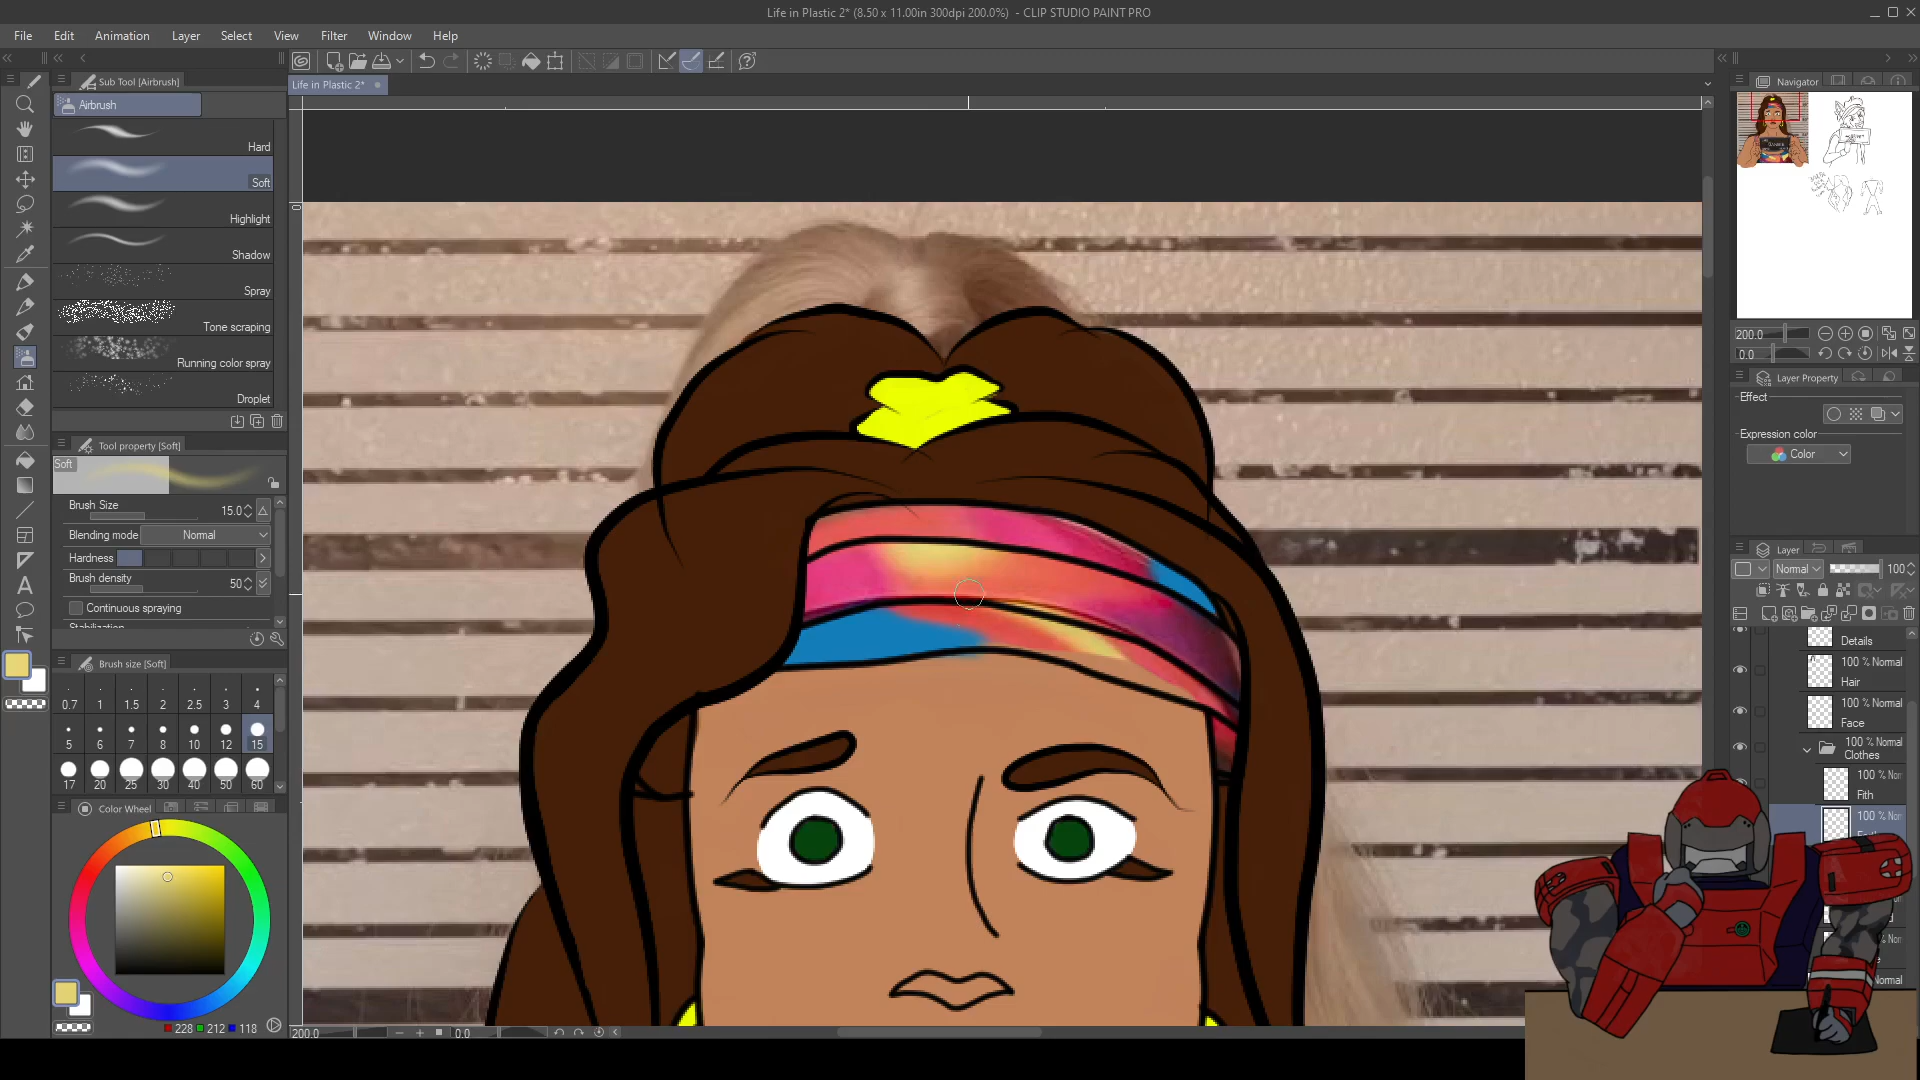 Life in Plastic 2* (8.50 x 11.00in 300dpi 200.0%) - CLIP STUDIO PAINT PRO
File Edit Animation Layer Select View Filter Window Help
Sub Tool [Airbrush]
Airbrush
Hard
Soft
Highlight
Shadow
Spray
Tone scraping
Running color spray
Droplet
Tool property [Soft]
Soft
Brush Size 15.0
Blending mode Normal
Hardness
Brush density 50
Continuous spraying
Brush size [Soft]
0.7 1 1.5 2 2.5 3 4
5 6 7 8 10 12 15
17 20 25 30 40 50 60
Color Wheel
228 212 118
Life in Plastic 2*
200.0 0.0
Navigator
200.0
0.0
Layer Property
Effect
Expression color
Color
Layer
Normal 100
Details
100 % Normal
Hair
100 % Normal
Face
100 % Normal
Clothes
100 % Nor
Fith
100 % Nor
Normal